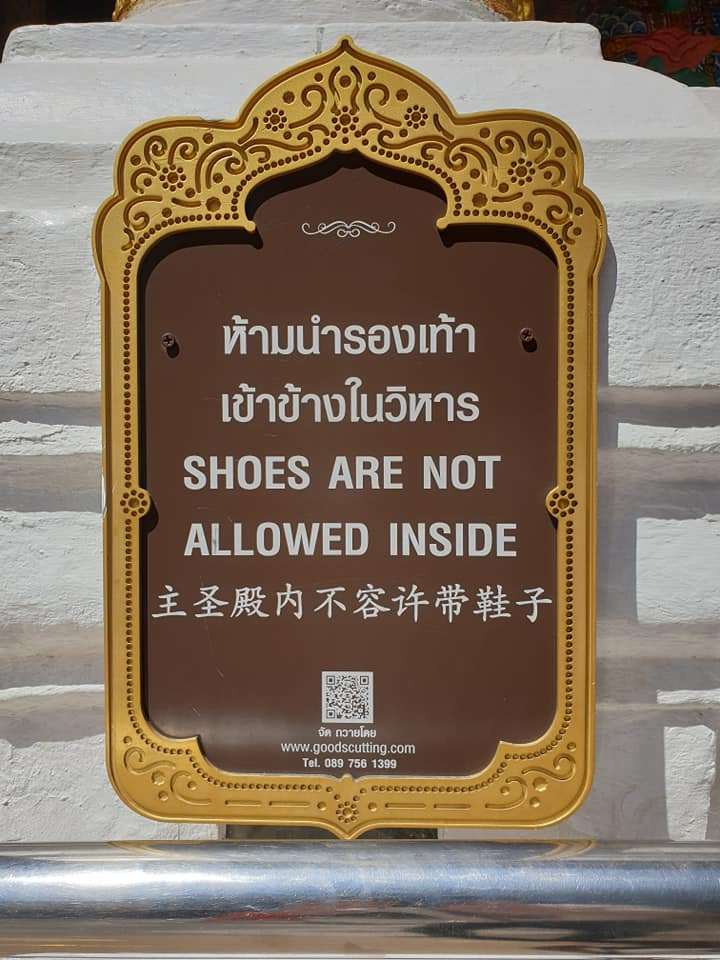 ห้ามนำรองเท้า
เข้าข้างในวิหาร
SHOES ARE NOT
ALLOWED INSIDE
主圣殿内不容许带鞋子
จัด ถวายโดย
www.goodscutting.com
Tel. 089 756 1399